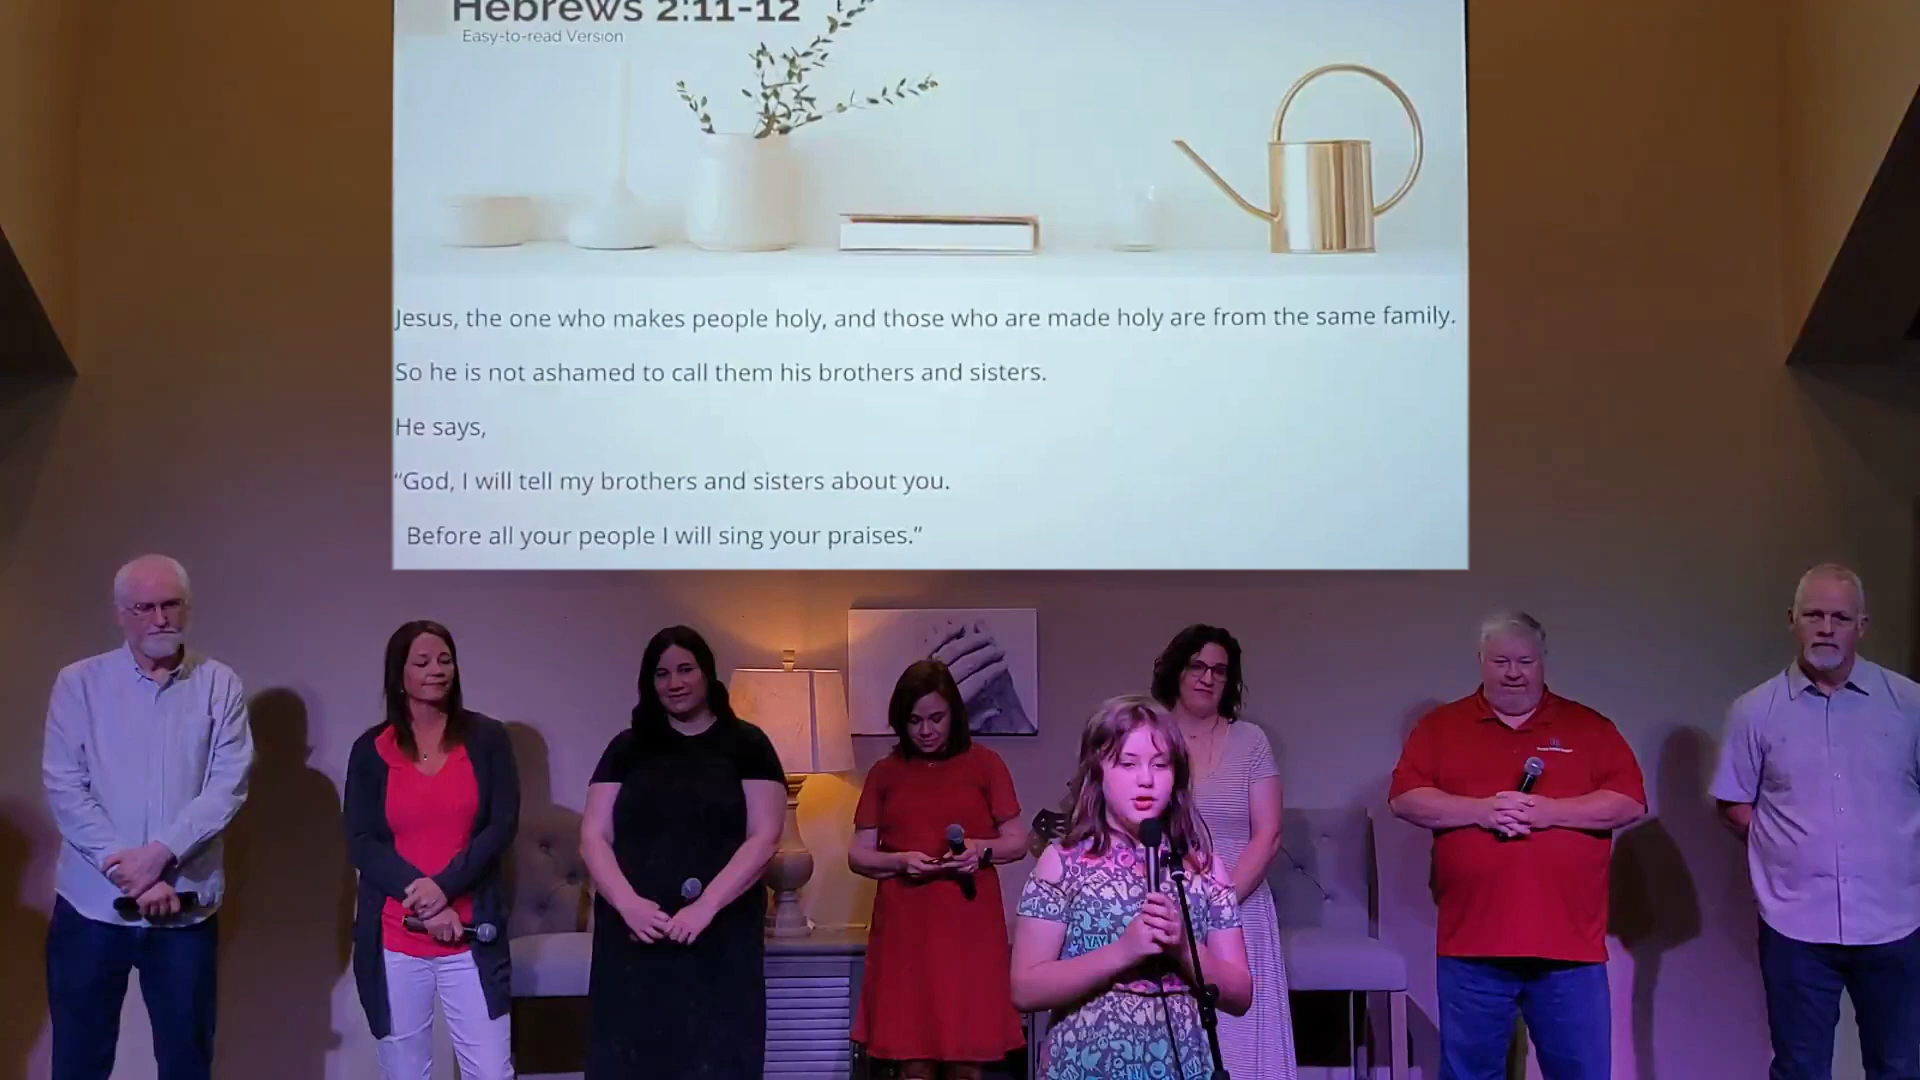 Hebrews 2:11-12
Easy-to-read Version
Jesus, the one who makes people holy, and those who are made holy are from the same family.
So he is not ashamed to call them his brothers and sisters.
He says,
“God, I will tell my brothers and sisters about you.
Before all your people I will sing your praises.”
YAY